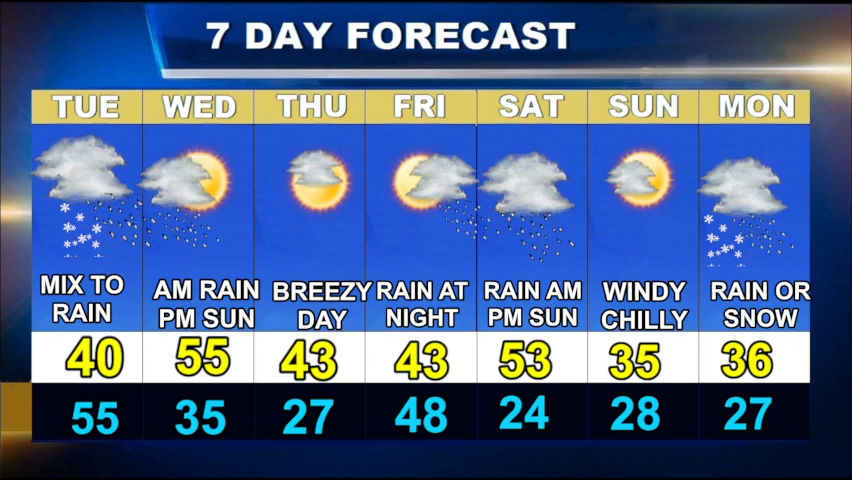 7 DAY FORECAST
TUE WED THU FRI SAT SUN MON
MIX TO RAIN
AM RAIN PM SUN
BREEZY DAY
RAIN AT NIGHT
RAIN AM PM SUN
WINDY CHILLY
RAIN OR SNOW
40 55 43 43 53 35 36
55 35 27 48 24 28 27